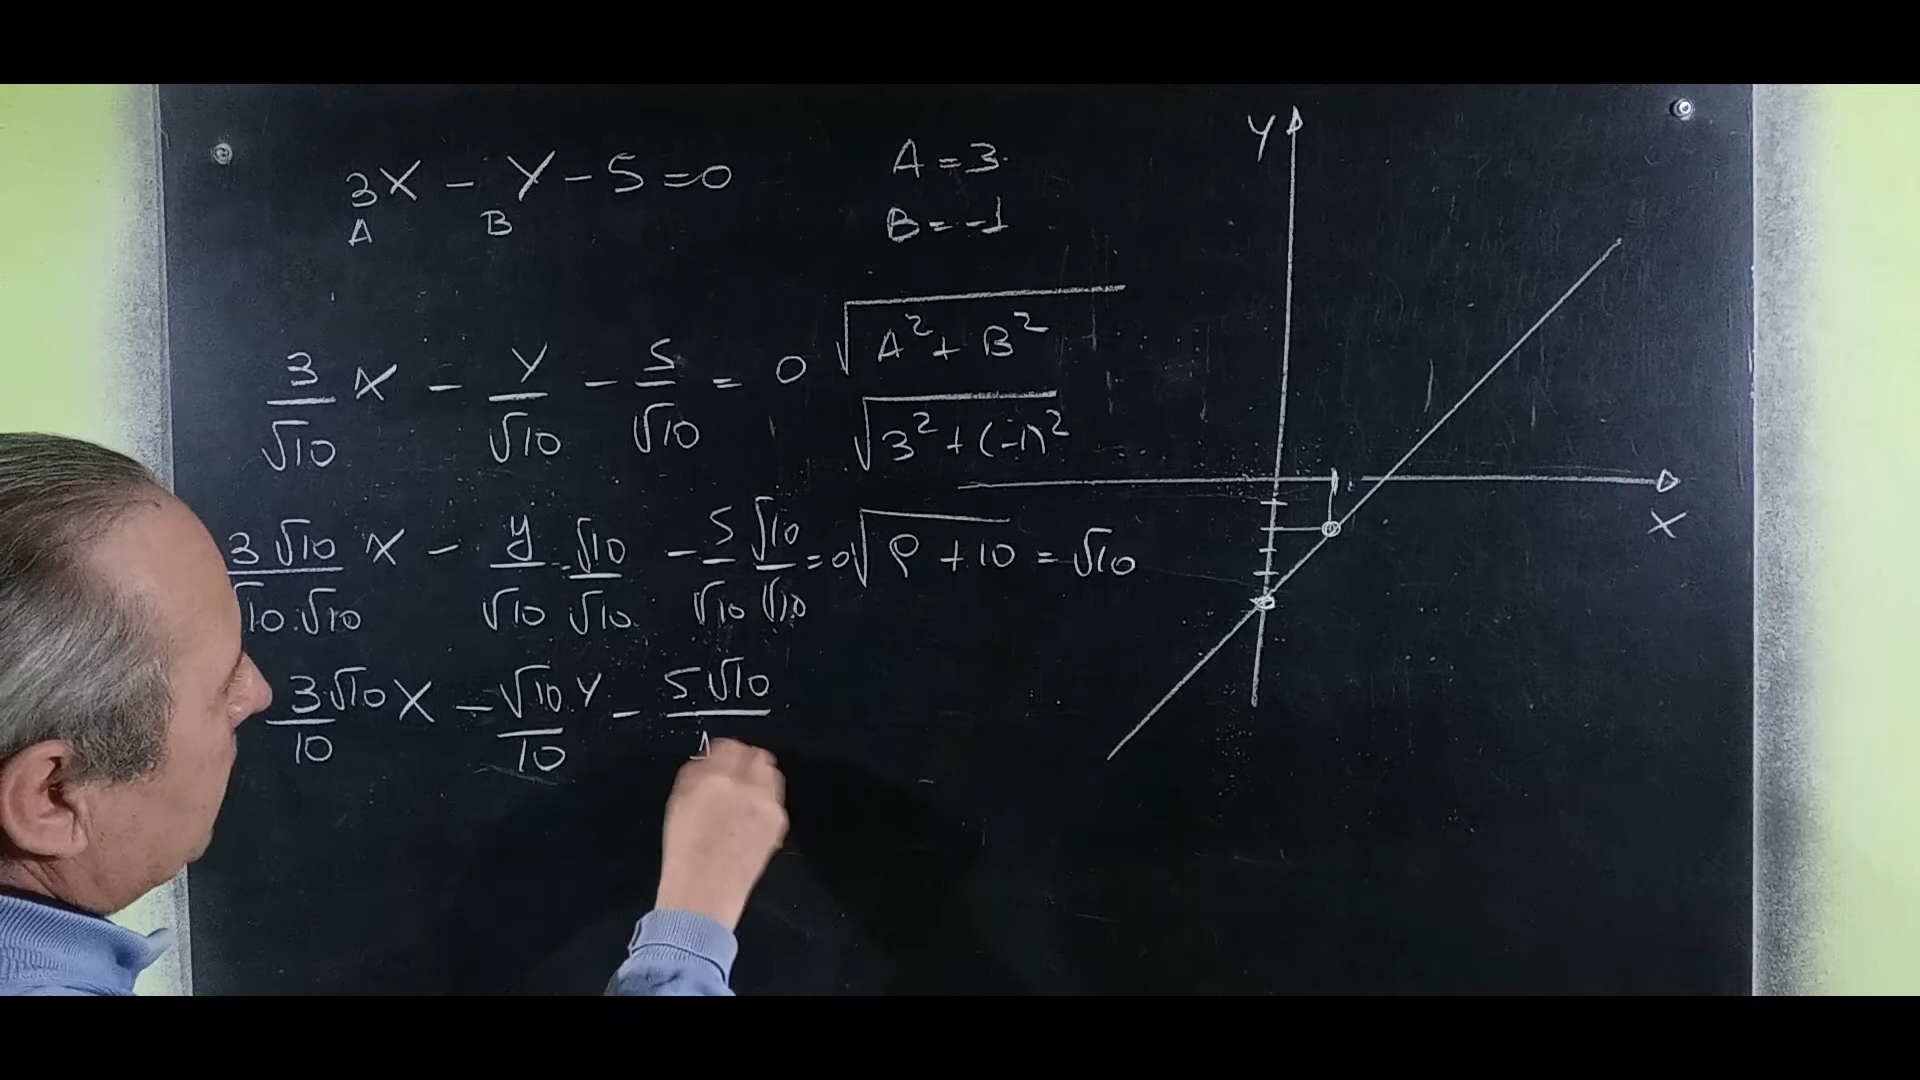 3X - Y - 5 = 0
A B
A = 3
B = -1
3/√10 X - Y/√10 - 5/√10 = 0
√(A² + B²)
√(3² + (-1)²)
3√10/√10·√10 X - y/√10 · √10/√10 - 5/√10 √10/√10 = 0
√(9 + 10) = √10
3√10/10 X - √10 Y/10 - 5√10/1
Y
X